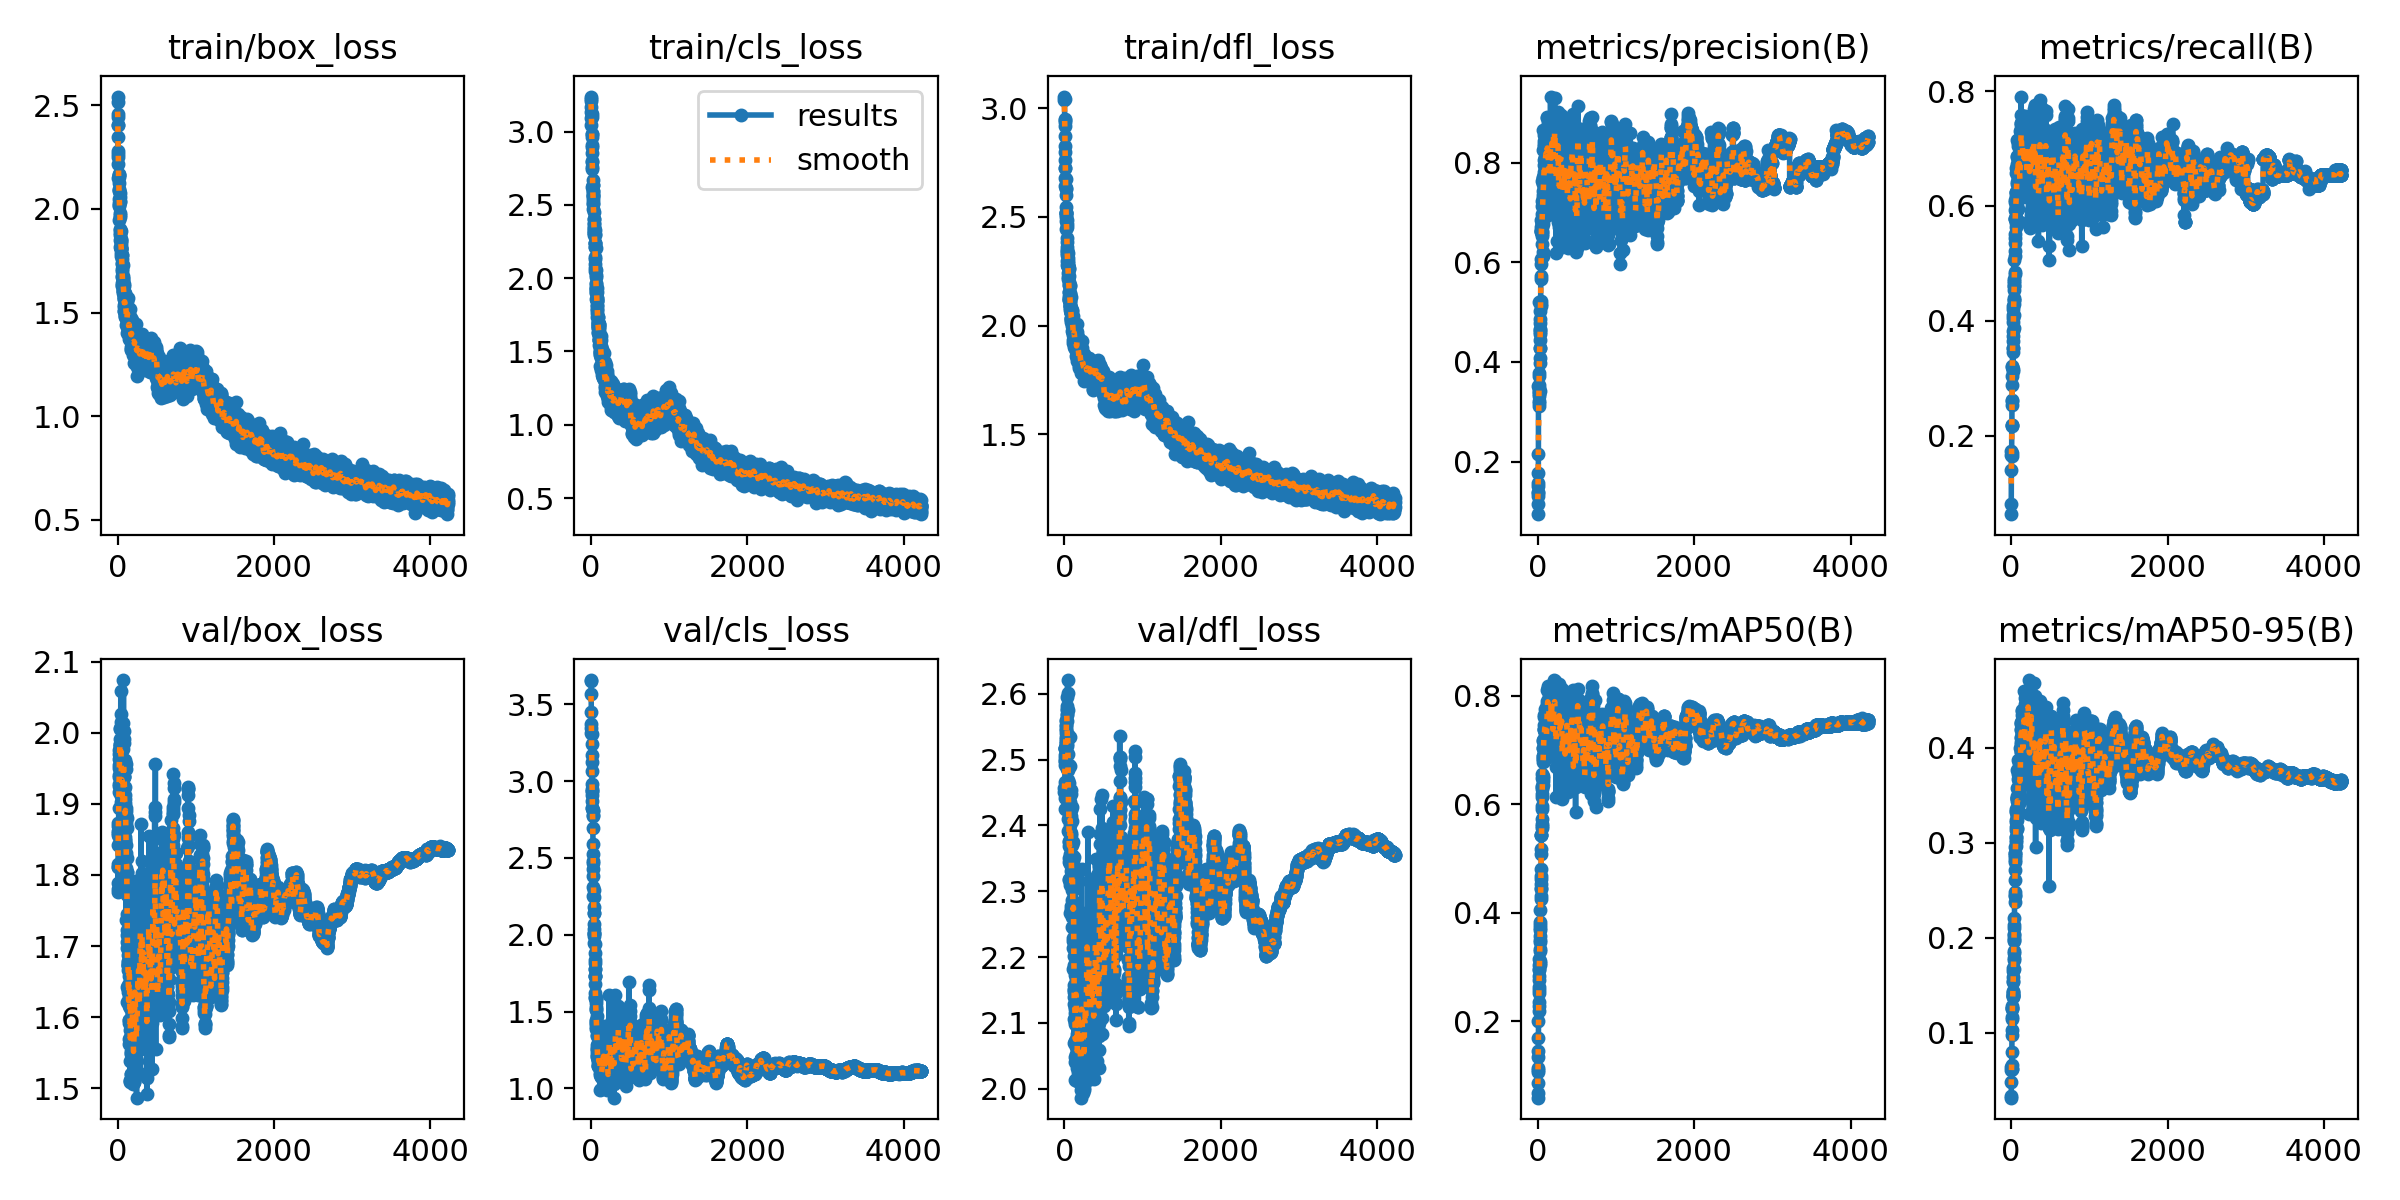 train/box_loss
2.5
2.0
1.5
1.0
0.5
0 2000 4000
train/cls_loss
results
smooth
3.0
2.5
2.0
1.5
1.0
0.5
0 2000 4000
train/dfl_loss
3.0
2.5
2.0
1.5
0 2000 4000
metrics/precision(B)
0.8
0.6
0.4
0.2
0 2000 4000
metrics/recall(B)
0.8
0.6
0.4
0.2
0 2000 4000
val/box_loss
2.1
2.0
1.9
1.8
1.7
1.6
1.5
0 2000 4000
val/cls_loss
3.5
3.0
2.5
2.0
1.5
1.0
0 2000 4000
val/dfl_loss
2.6
2.5
2.4
2.3
2.2
2.1
2.0
0 2000 4000
metrics/mAP50(B)
0.8
0.6
0.4
0.2
0 2000 4000
metrics/mAP50-95(B)
0.4
0.3
0.2
0.1
0 2000 4000